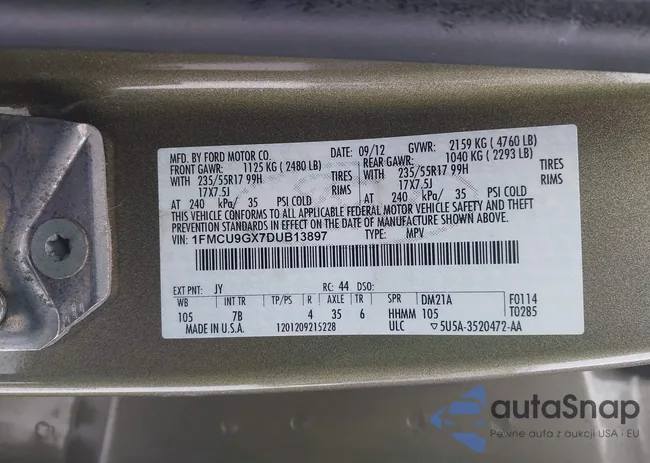 MFD. BY FORD MOTOR CO. DATE: 09/12 GVWR: 2159 KG ( 4760 LB)
FRONT GAWR: 1125 KG ( 2480 LB) REAR GAWR: 1040 KG ( 2293 LB)
WITH 235/55R17 99H TIRES WITH 235/55R17 99H TIRES
17X7.5J RIMS 17X7.5J RIMS
AT 240 kPa/ 35 PSI COLD AT 240 kPa/ 35 PSI COLD
THIS VEHICLE CONFORMS TO ALL APPLICABLE FEDERAL MOTOR VEHICLE SAFETY AND THEFT
PREVENTION STANDARDS IN EFFECT ON THE DATE OF MANUFACTURE SHOWN ABOVE.
VIN: 1FMCU9GX7DUB13897 TYPE: MPV
EXT PNT: JY RC: 44 DSO:
WB INT TR TP/PS R AXLE TR SPR DM21A F0114
105 7B 4 35 6 HHMM 105 T0285
MADE IN U.S.A. 1201209215228 ULC ▽5U5A-3520472-AA
autaSnap
Pewne auta z aukcji USA i EU